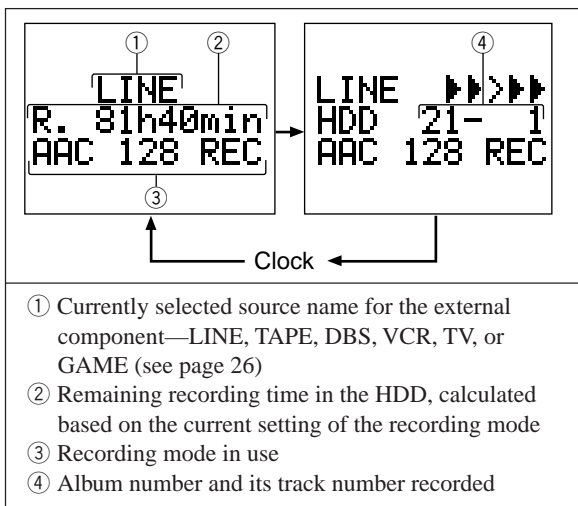 ① ② ④
LINE
R. 81h40min
AAC 128 REC
③
LINE
HDD 21- 1
AAC 128 REC
Clock
① Currently selected source name for the external
component—LINE, TAPE, DBS, VCR, TV, or
GAME (see page 26)
② Remaining recording time in the HDD, calculated
based on the current setting of the recording mode
③ Recording mode in use
④ Album number and its track number recorded